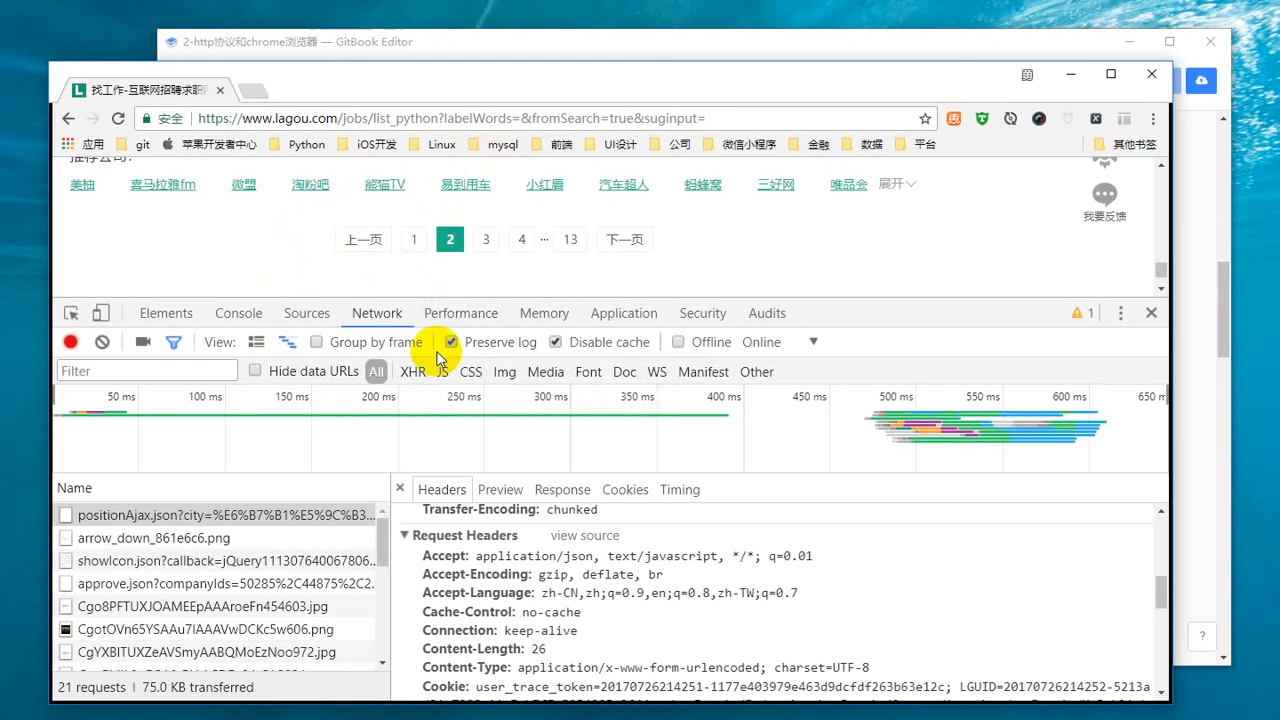 2-http协议和chrome浏览器 — GitBook Editor
找工作-互联网招聘求职
安全 https://www.lagou.com/jobs/list_python?labelWords=&fromSearch=true&suginput=
应用 git 苹果开发者中心 Python iOS开发 Linux mysql 前端 UI设计 公司 微信小程序 金融 数据 平台 其他书签
推荐公司:
美柚 喜马拉雅fm 微盟 淘粉吧 熊猫TV 易到用车 小红唇 汽车超人 蚂蜂窝 三好网 唯品会 展开
我要反馈
上一页 1 2 3 4 ... 13 下一页
Elements Console Sources Network Performance Memory Application Security Audits 1
View: Group by frame Preserve log Disable cache Offline Online
Filter Hide data URLs All XHR JS CSS Img Media Font Doc WS Manifest Other
50 ms 100 ms 150 ms 200 ms 250 ms 300 ms 350 ms 400 ms 450 ms 500 ms 550 ms 600 ms 650 m
Name Headers Preview Response Cookies Timing
Transfer-Encoding: chunked
positionAjax.json?city=%E6%B7%B1%E5%9C%B3...
Request Headers view source
arrow_down_861e6c6.png
Accept: application/json, text/javascript, */*; q=0.01
showIcon.json?callback=jQuery111307640067806...
Accept-Encoding: gzip, deflate, br
approve.json?companyIds=50285%2C44875%2C2...
Accept-Language: zh-CN,zh;q=0.9,en;q=0.8,zh-TW;q=0.7
Cgo8PFTUXJOAMEEpAAAroeFn454603.jpg
Cache-Control: no-cache
CgotOVn65YSAAu7IAAAVwDCKc5w606.png
Connection: keep-alive
CgYXBlTUXZeAVSmyAABQMoEzNoo972.jpg
Content-Length: 26
Content-Type: application/x-www-form-urlencoded; charset=UTF-8
21 requests | 75.0 KB transferred
Cookie: user_trace_token=20170726214251-1177e403979e463d9dcfdf263b63e12c; LGUID=20170726214252-5213a
?